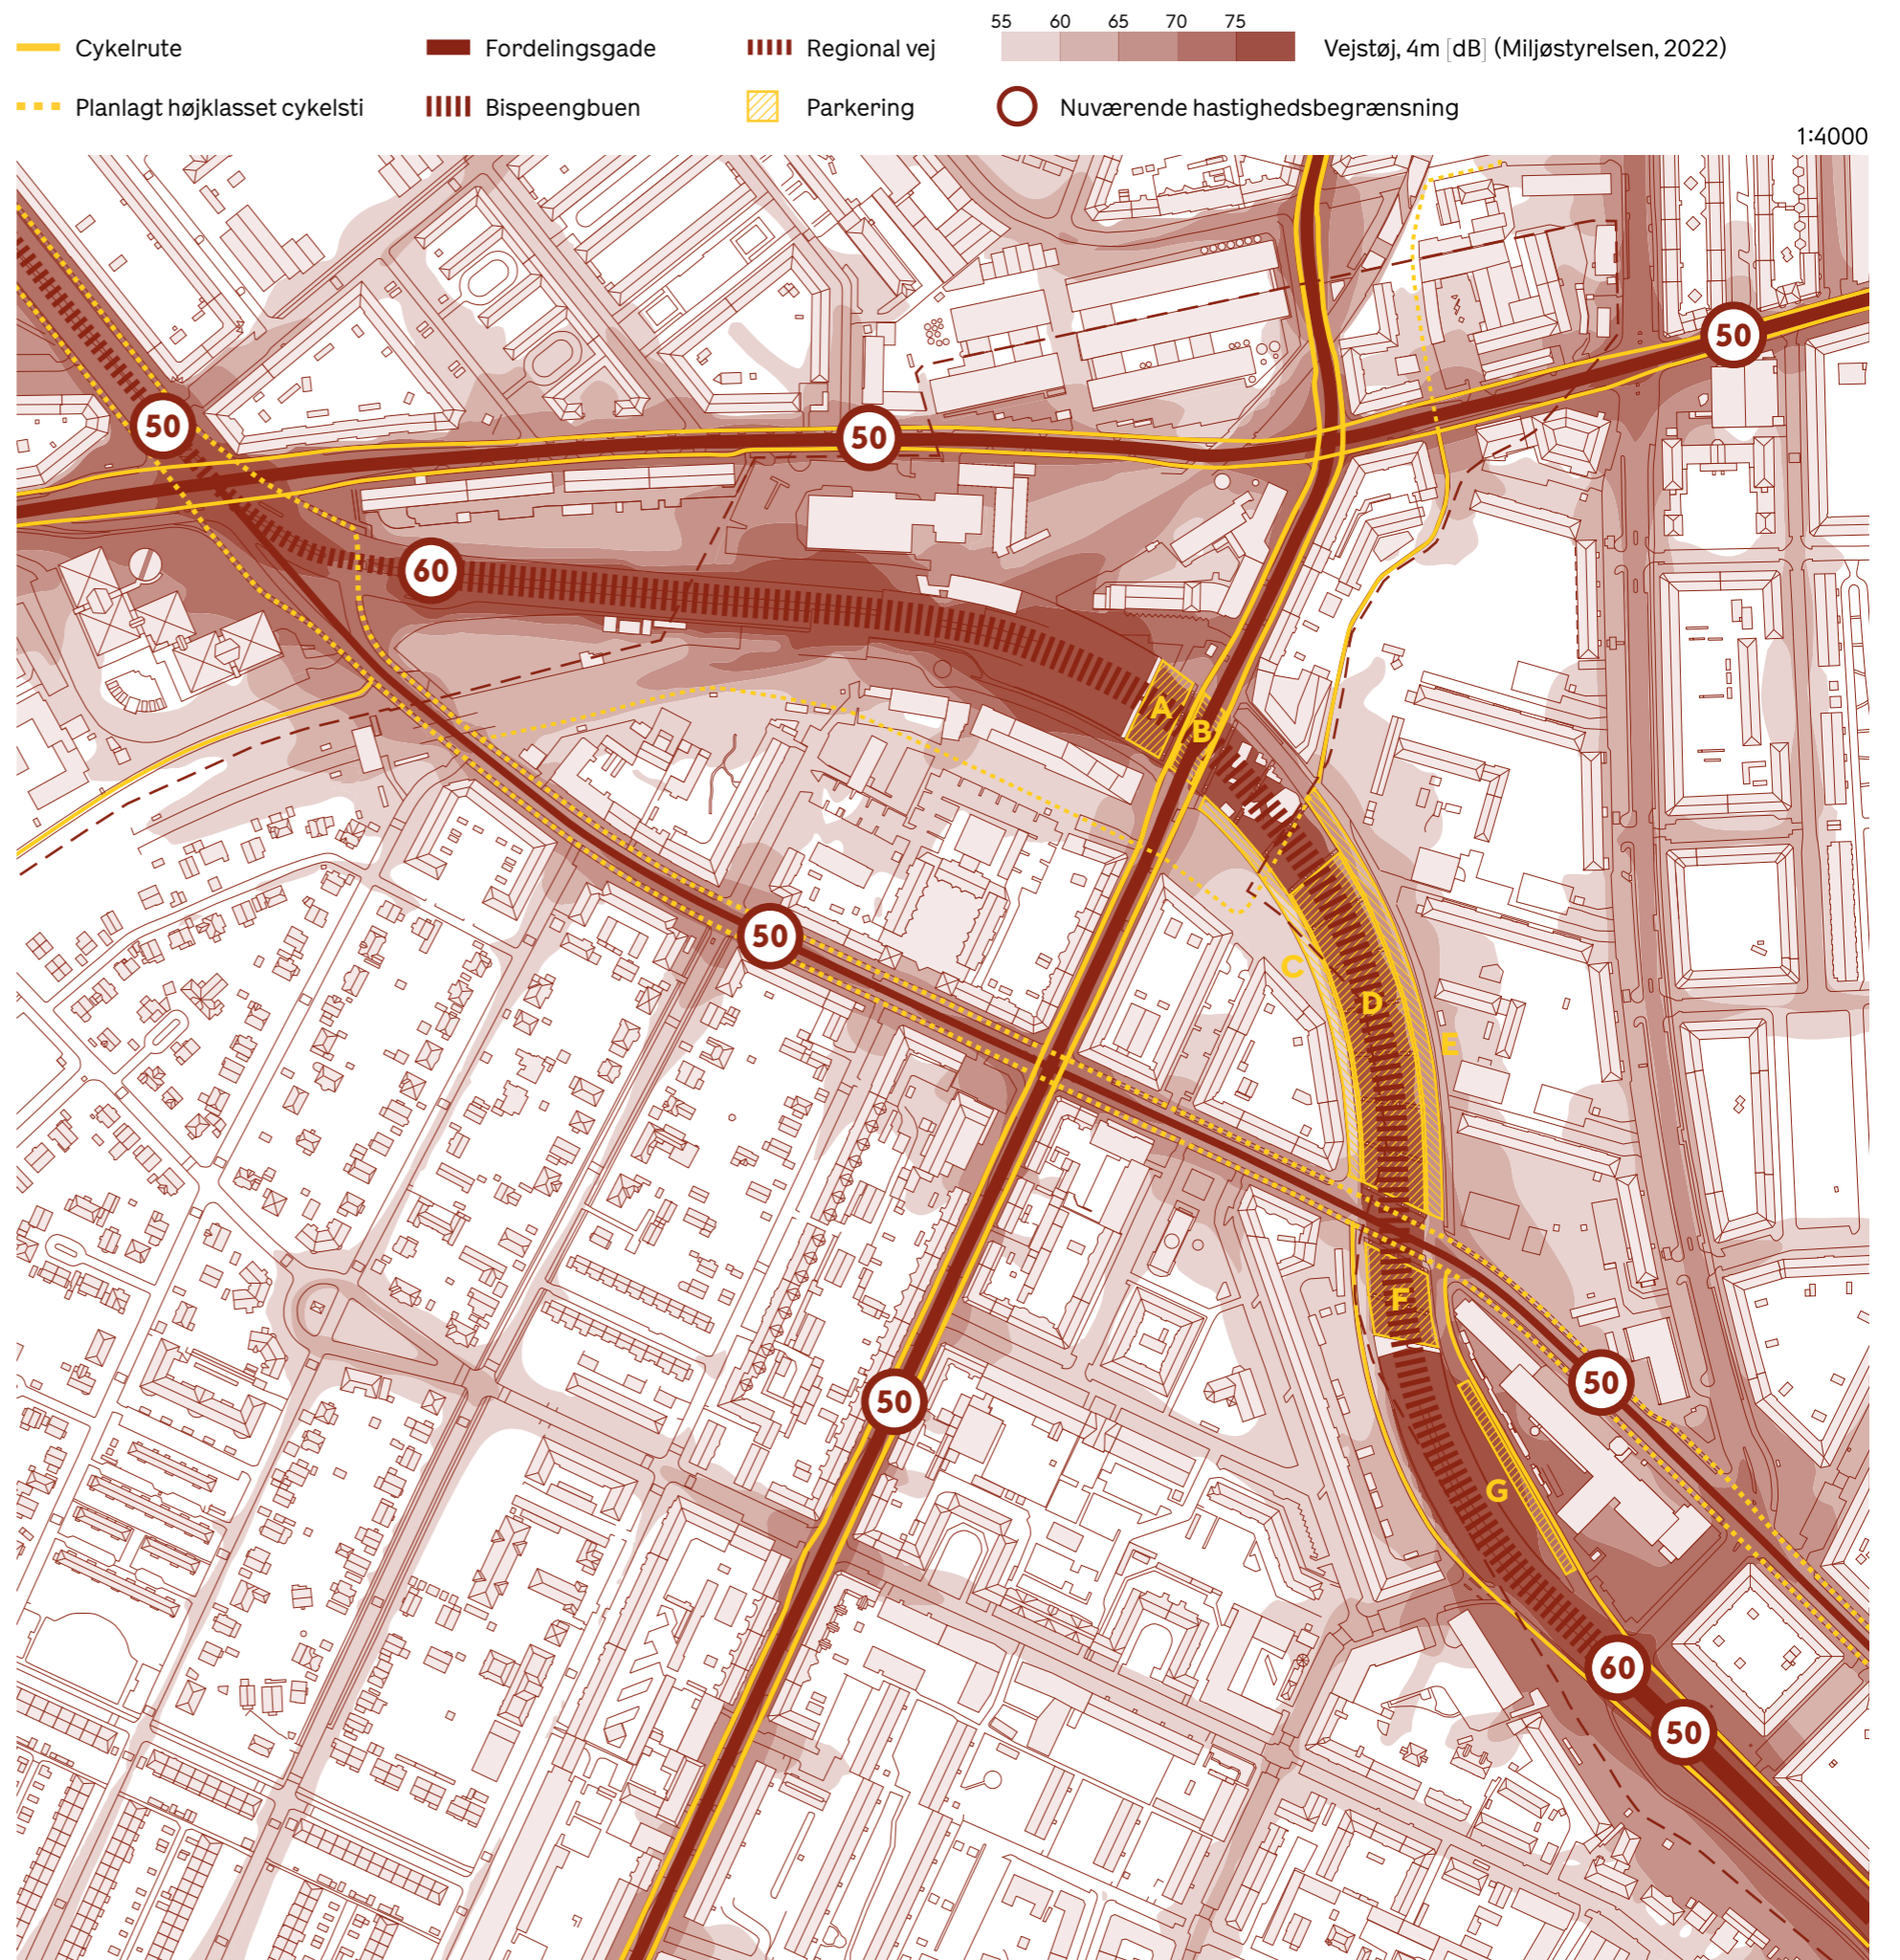 55 60 65 70 75
Cykelrute Fordelingsgade Regional vej Vejstøj, 4m [dB] (Miljøstyrelsen, 2022)
Planlagt højklasset cykelsti Bispeengbuen Parkering Nuværende hastighedsbegrænsning
1:4000
50
50
50
60
A
B
50
C
D
E
F
50
50
G
60
50